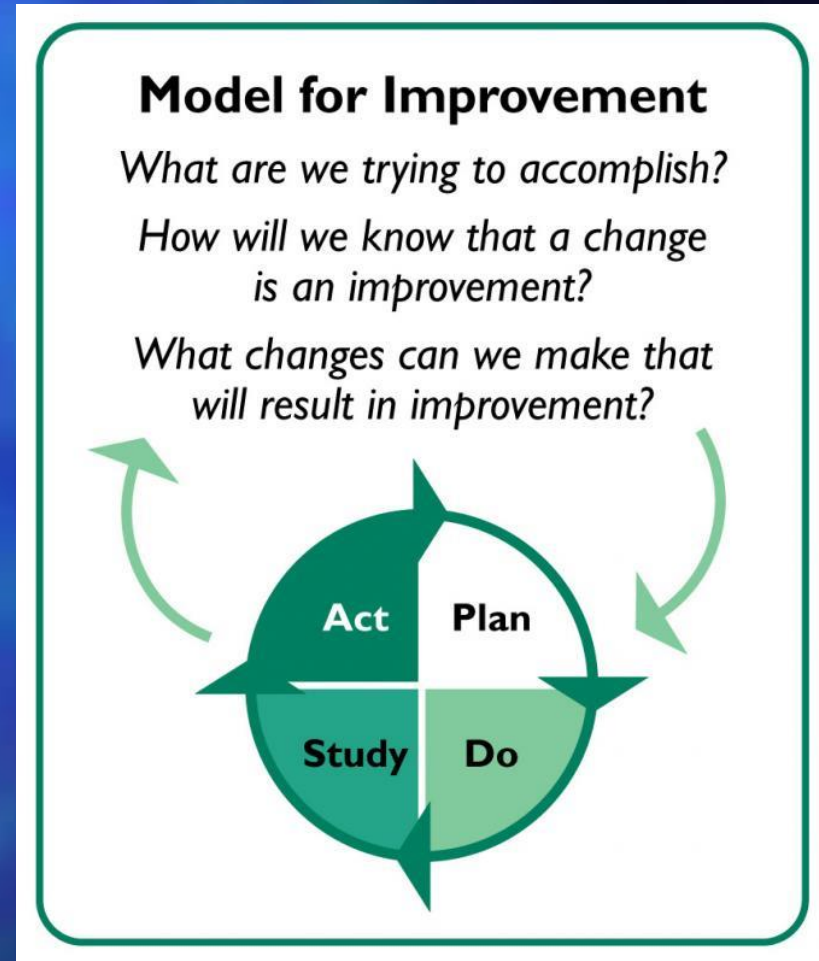 Model for Improvement
What are we trying to accomplish?
How will we know that a change
is an improvement?
What changes can we make that
will result in improvement?
Act
Plan
Study
Do